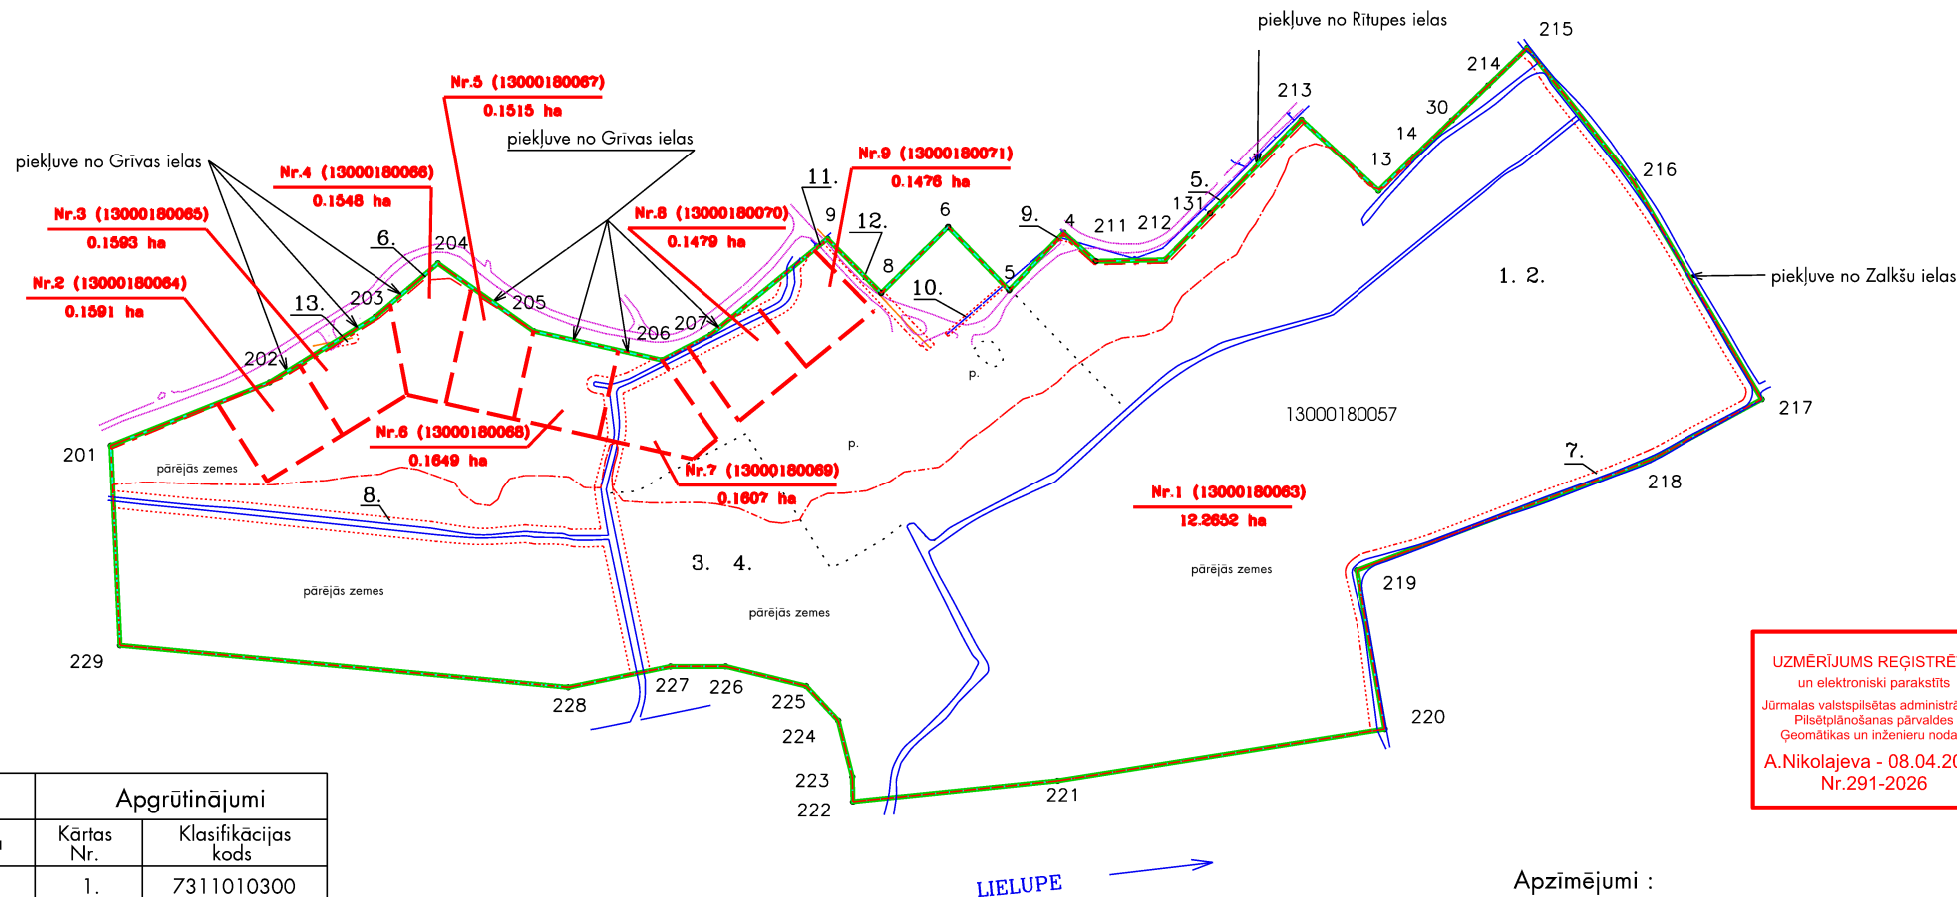 piekļuve no Rītupes ielas
215
214
213
30
14
13
216
Nr.5 (13000180067)
0.1515 ha
piekļuve no Grīvas ielas
piekļuve no Grīvas ielas
Nr.4 (13000180066)
0.1548 ha
Nr.9 (13000180071)
0.1476 ha
11.
5.
131
Nr.3 (13000180065)
0.1593 ha
Nr.8 (13000180070)
0.1479 ha
6.
204
9
12.
6
9.
4
211
212
Nr.2 (13000180064)
0.1591 ha
13.
203
205
8
10.
5
1. 2.
piekļuve no Zalkšu ielas
202
206
207
p.
13000180057
217
201
pārējās zemes
Nr.6 (13000180068)
0.1649 ha
p.
Nr.7 (13000180069)
0.1607 ha
7.
218
8.
Nr.1 (13000180063)
12.2652 ha
3. 4.
pārējās zemes
219
pārējās zemes
pārējās zemes
229
228
227
226
225
224
223
222
221
220
UZMĒRĪJUMS REĢISTRĒ
un elektroniski parakstīts
Jūrmalas valstspilsētas administrā
Pilsētplānošanas pārvaldes
Ģeomātikas un inženieru noda
A.Nikolajeva - 08.04.20
Nr.291-2026
Apgrūtinājumi
Kārtas Nr.
Klasifikācijas kods
1.
7311010300
LIELUPE
Apzīmējumi :